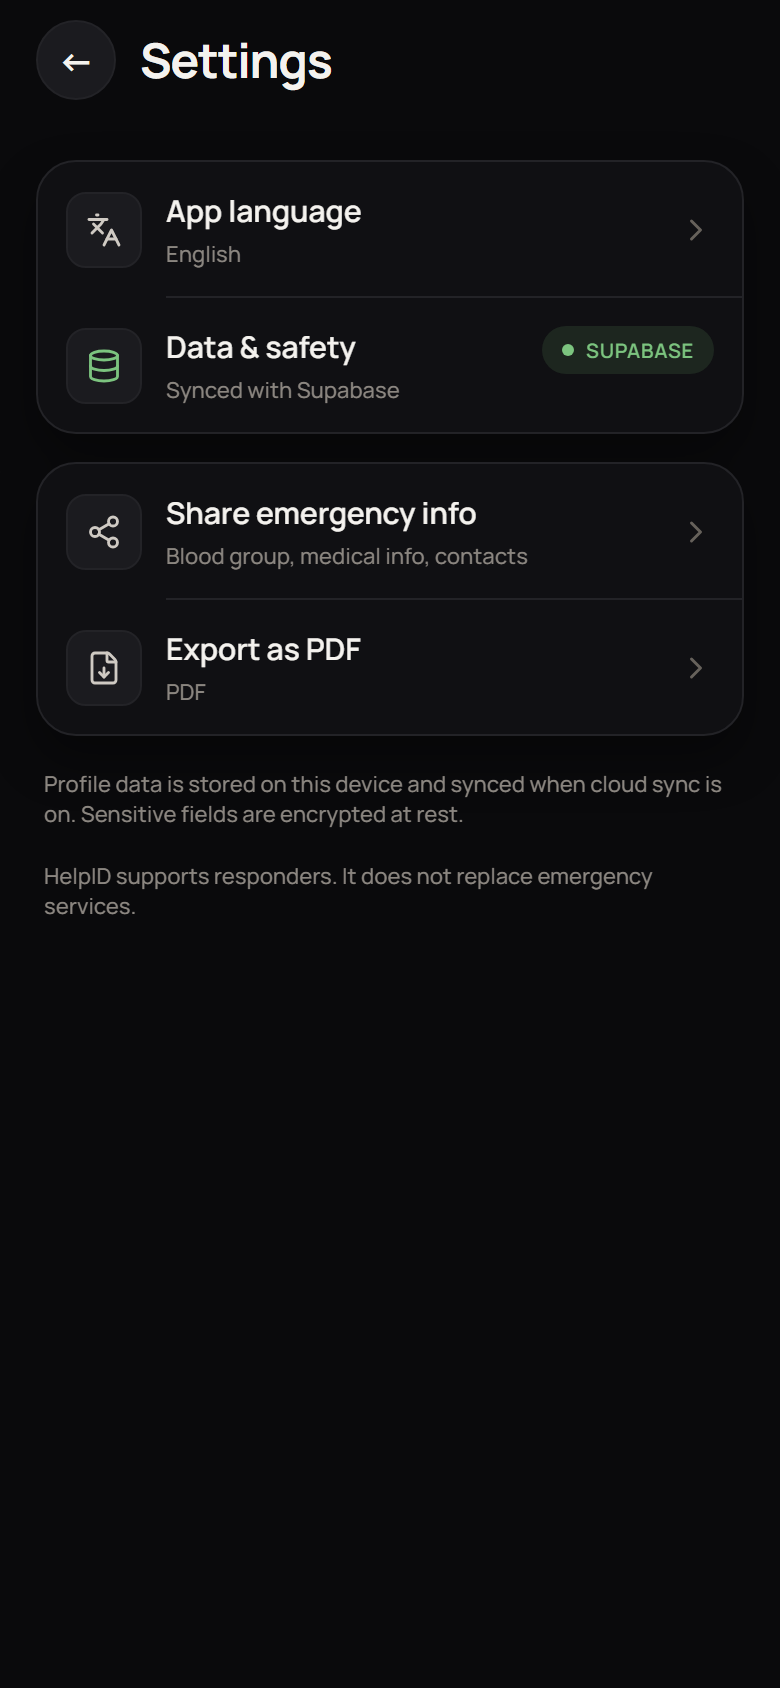 Settings
App language
English
Data & safety
SUPABASE
Synced with Supabase
Share emergency info
Blood group, medical info, contacts
Export as PDF
PDF
Profile data is stored on this device and synced when cloud sync is
on. Sensitive fields are encrypted at rest.
HelpID supports responders. It does not replace emergency
services.